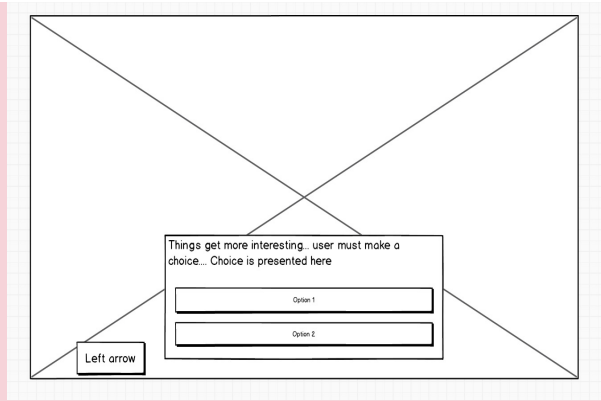 Things get more interesting... user must make a
choice.... Choice is presented here
Option 1
Option 2
Left arrow